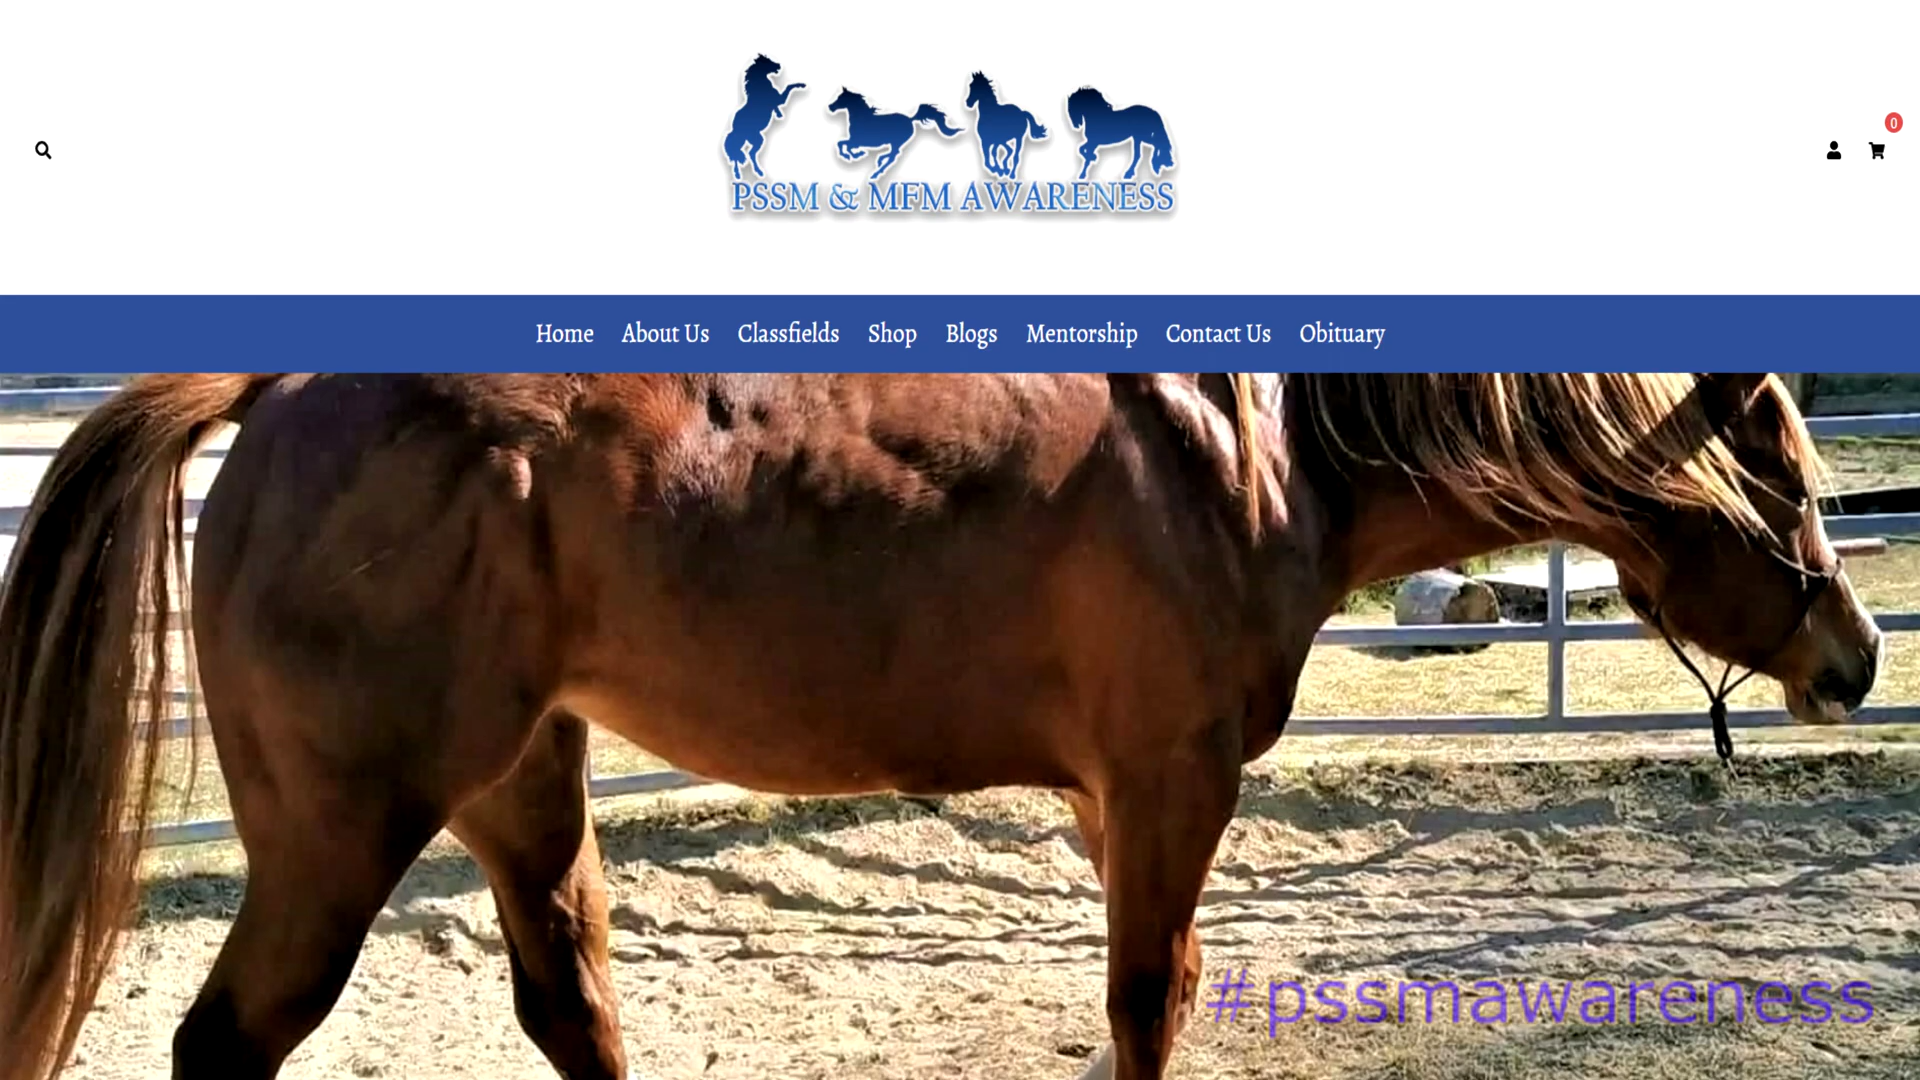 0
PSSM & MFM AWARENESS
Home About Us Classfields Shop Blogs Mentorship Contact Us Obituary
#pssmawareness